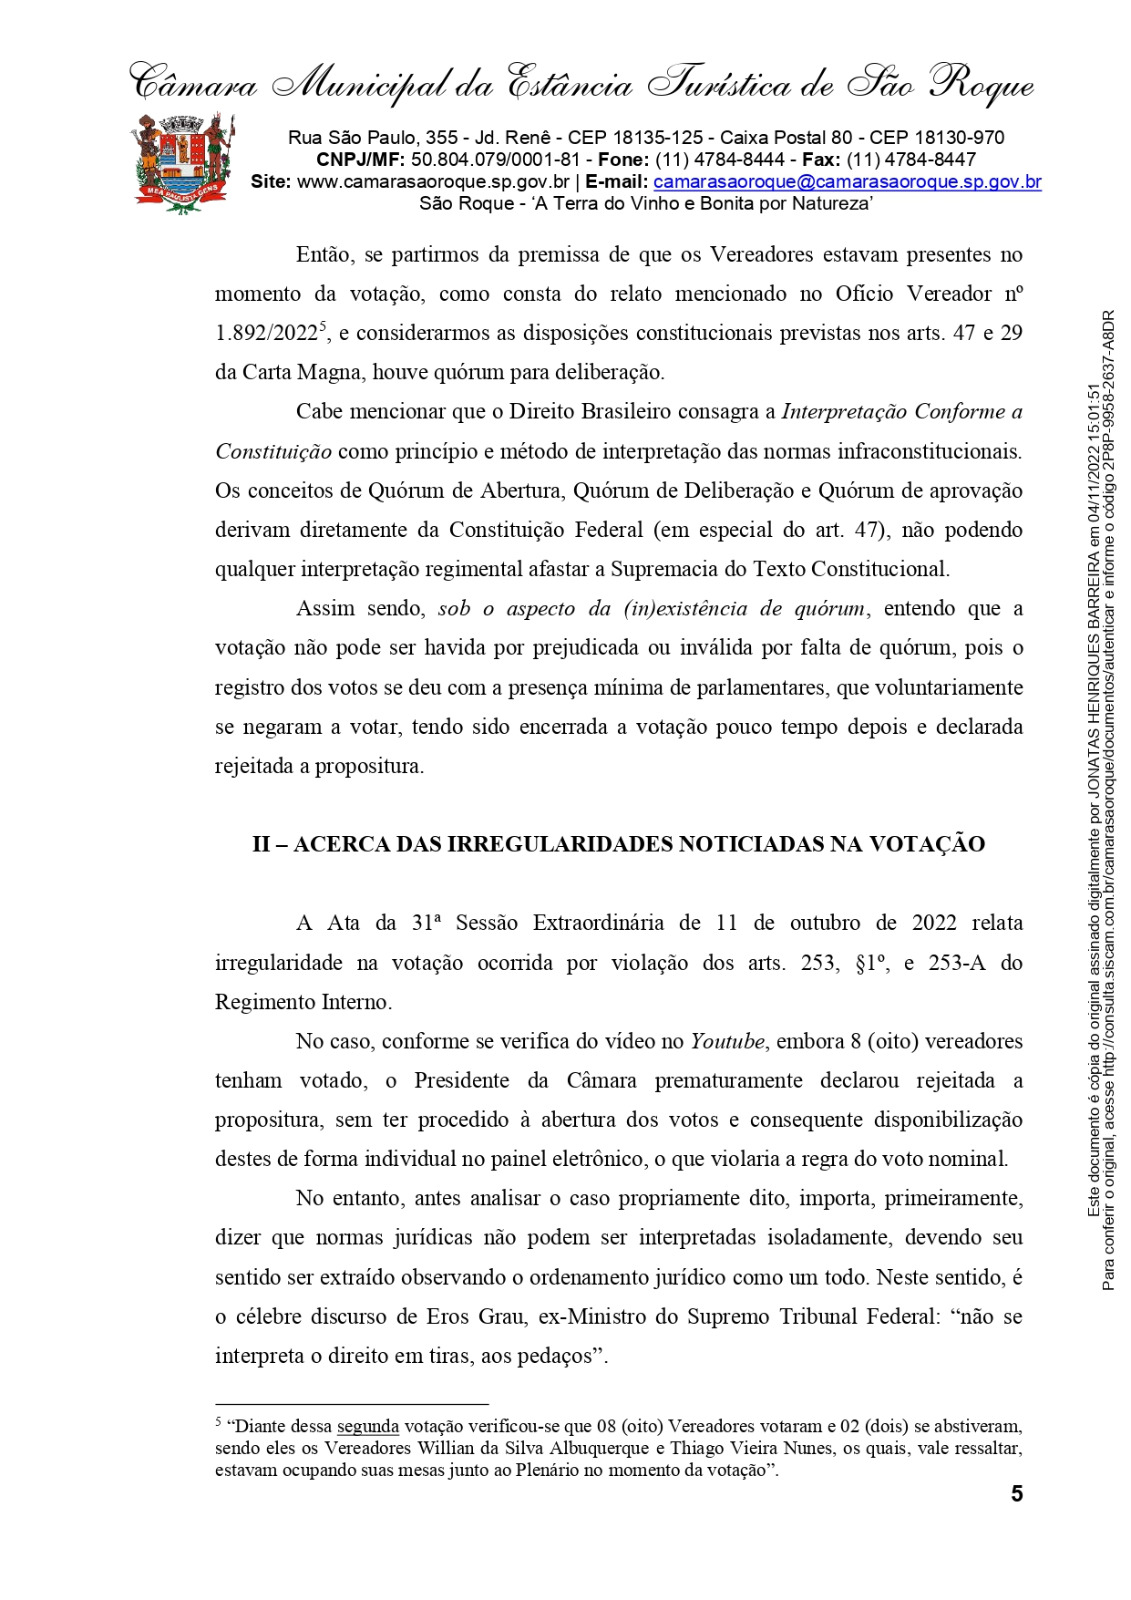 Câmara Municipal da Estância Turística de São Roque
Rua São Paulo, 355 - Jd. Renê - CEP 18135-125 - Caixa Postal 80 - CEP 18130-970
CNPJ/MF: 50.804.079/0001-81 - Fone: (11) 4784-8444 - Fax: (11) 4784-8447
Site: www.camarasaoroque.sp.gov.br | E-mail: camarasaoroque@camarasaoroque.sp.gov.br
São Roque - ‘A Terra do Vinho e Bonita por Natureza’
Então, se partirmos da premissa de que os Vereadores estavam presentes no
momento da votação, como consta do relato mencionado no Ofício Vereador nº
1.892/2022⁵, e considerarmos as disposições constitucionais previstas nos arts. 47 e 29
da Carta Magna, houve quórum para deliberação.
Cabe mencionar que o Direito Brasileiro consagra a Interpretação Conforme a
Constituição como princípio e método de interpretação das normas infraconstitucionais.
Os conceitos de Quórum de Abertura, Quórum de Deliberação e Quórum de aprovação
derivam diretamente da Constituição Federal (em especial do art. 47), não podendo
qualquer interpretação regimental afastar a Supremacia do Texto Constitucional.
Assim sendo, sob o aspecto da (in)existência de quórum, entendo que a
votação não pode ser havida por prejudicada ou inválida por falta de quórum, pois o
registro dos votos se deu com a presença mínima de parlamentares, que voluntariamente
se negaram a votar, tendo sido encerrada a votação pouco tempo depois e declarada
rejeitada a propositura.
II – ACERCA DAS IRREGULARIDADES NOTICIADAS NA VOTAÇÃO
A Ata da 31ª Sessão Extraordinária de 11 de outubro de 2022 relata
irregularidade na votação ocorrida por violação dos arts. 253, §1º, e 253-A do
Regimento Interno.
No caso, conforme se verifica do vídeo no Youtube, embora 8 (oito) vereadores
tenham votado, o Presidente da Câmara prematuramente declarou rejeitada a
propositura, sem ter procedido à abertura dos votos e consequente disponibilização
destes de forma individual no painel eletrônico, o que violaria a regra do voto nominal.
No entanto, antes analisar o caso propriamente dito, importa, primeiramente,
dizer que normas jurídicas não podem ser interpretadas isoladamente, devendo seu
sentido ser extraído observando o ordenamento jurídico como um todo. Neste sentido, é
o célebre discurso de Eros Grau, ex-Ministro do Supremo Tribunal Federal: “não se
interpreta o direito em tiras, aos pedaços”.
⁵ “Diante dessa segunda votação verificou-se que 08 (oito) Vereadores votaram e 02 (dois) se abstiveram,
sendo eles os Vereadores Willian da Silva Albuquerque e Thiago Vieira Nunes, os quais, vale ressaltar,
estavam ocupando suas mesas junto ao Plenário no momento da votação”.
5
Este documento é cópia do original assinado digitalmente por JONATAS HENRIQUES BARREIRA em 04/11/2022 15:01:51
Para conferir o original, acesse http://consulta.siscam.com.br/camarasaoroque/documentos/autenticar e informe o código 2P8P-9958-2637-A8DR